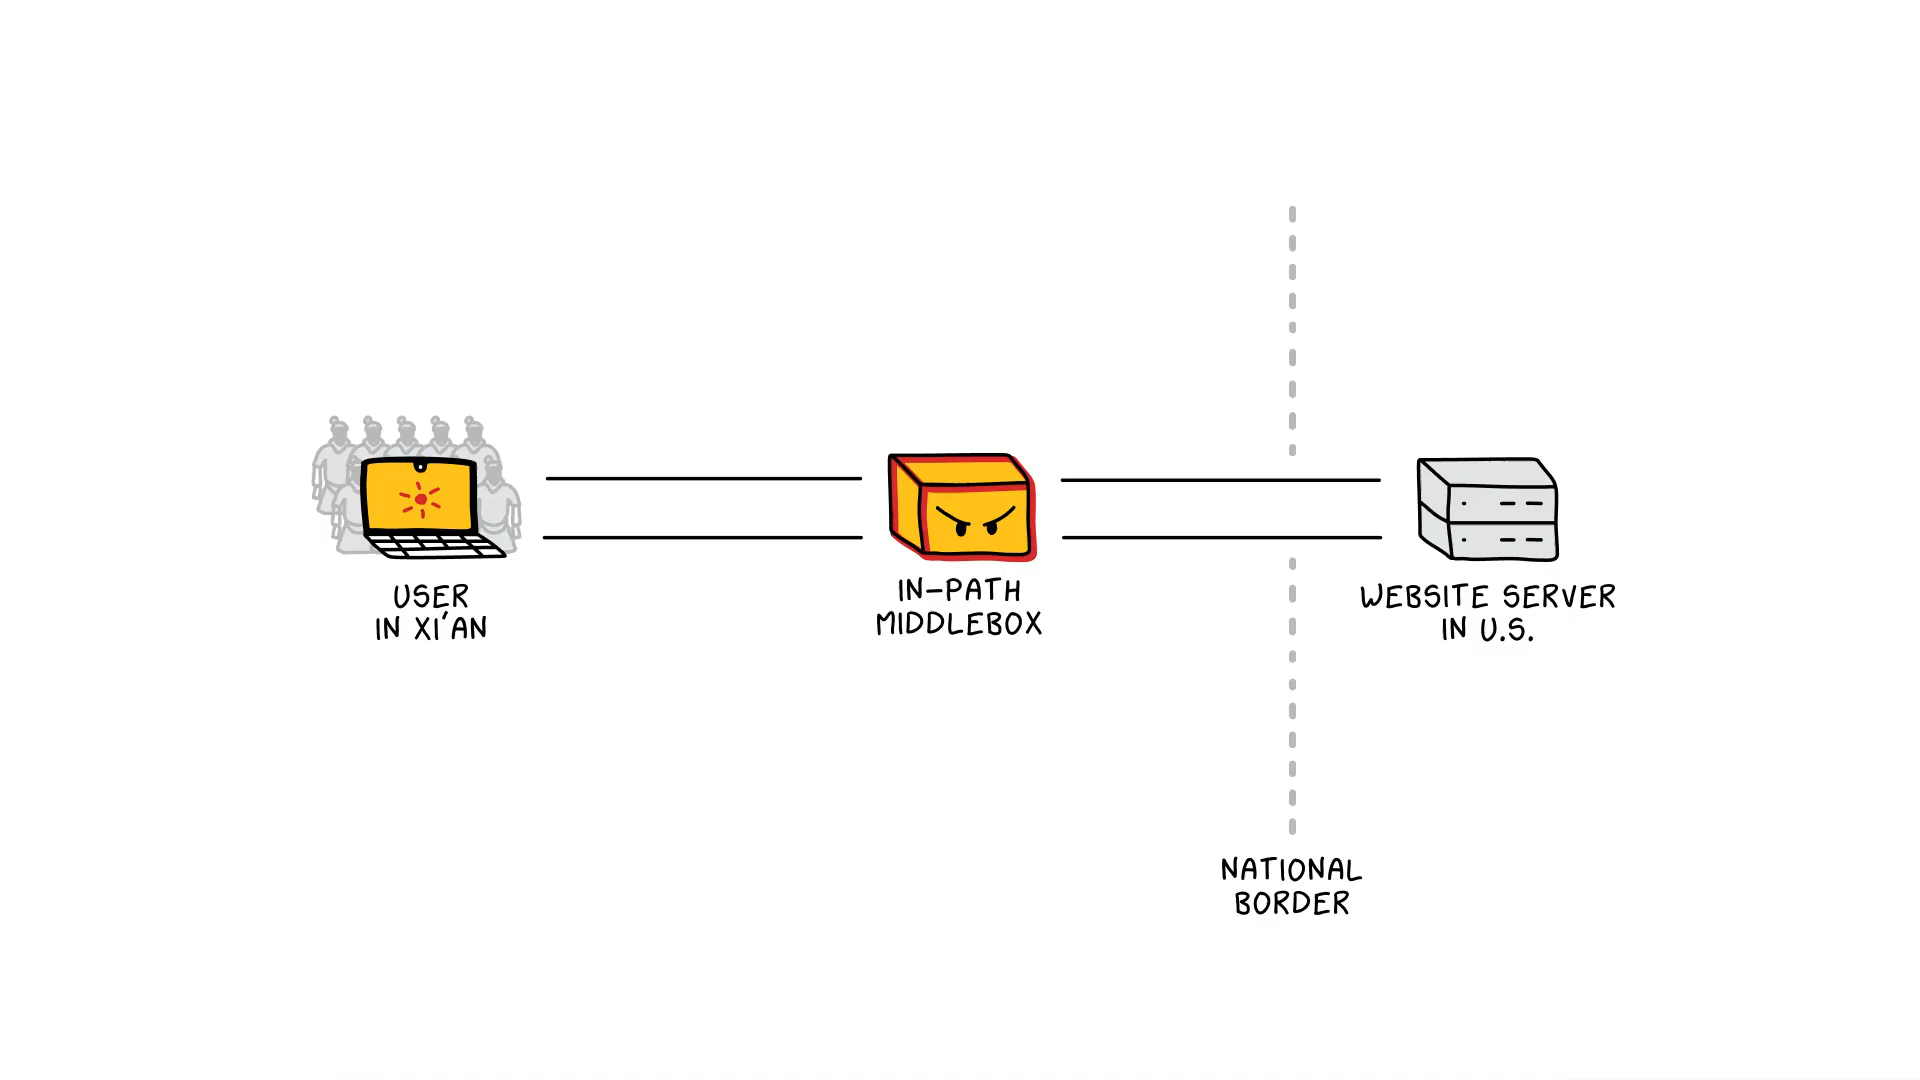 USER
IN XI'AN
IN-PATH
MIDDLEBOX
WEBSITE SERVER
IN U.S.
NATIONAL
BORDER